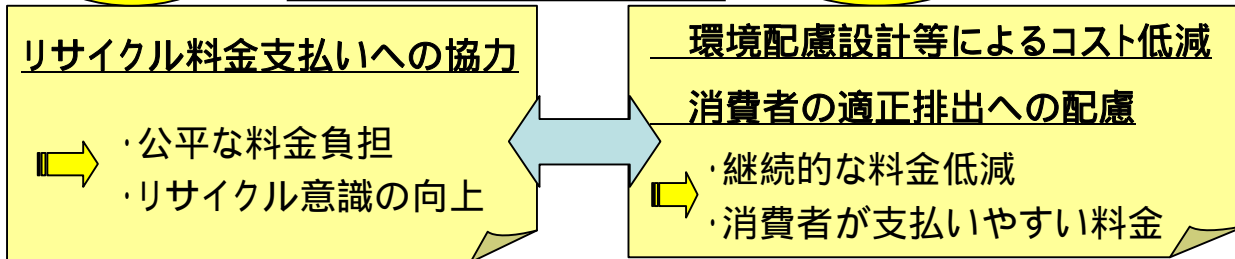 リサイクル料金支払いへの協力
・公平な料金負担
・リサイクル意識の向上
環境配慮設計等によるコスト低減
消費者の適正排出への配慮
・継続的な料金低減
・消費者が支払いやすい料金